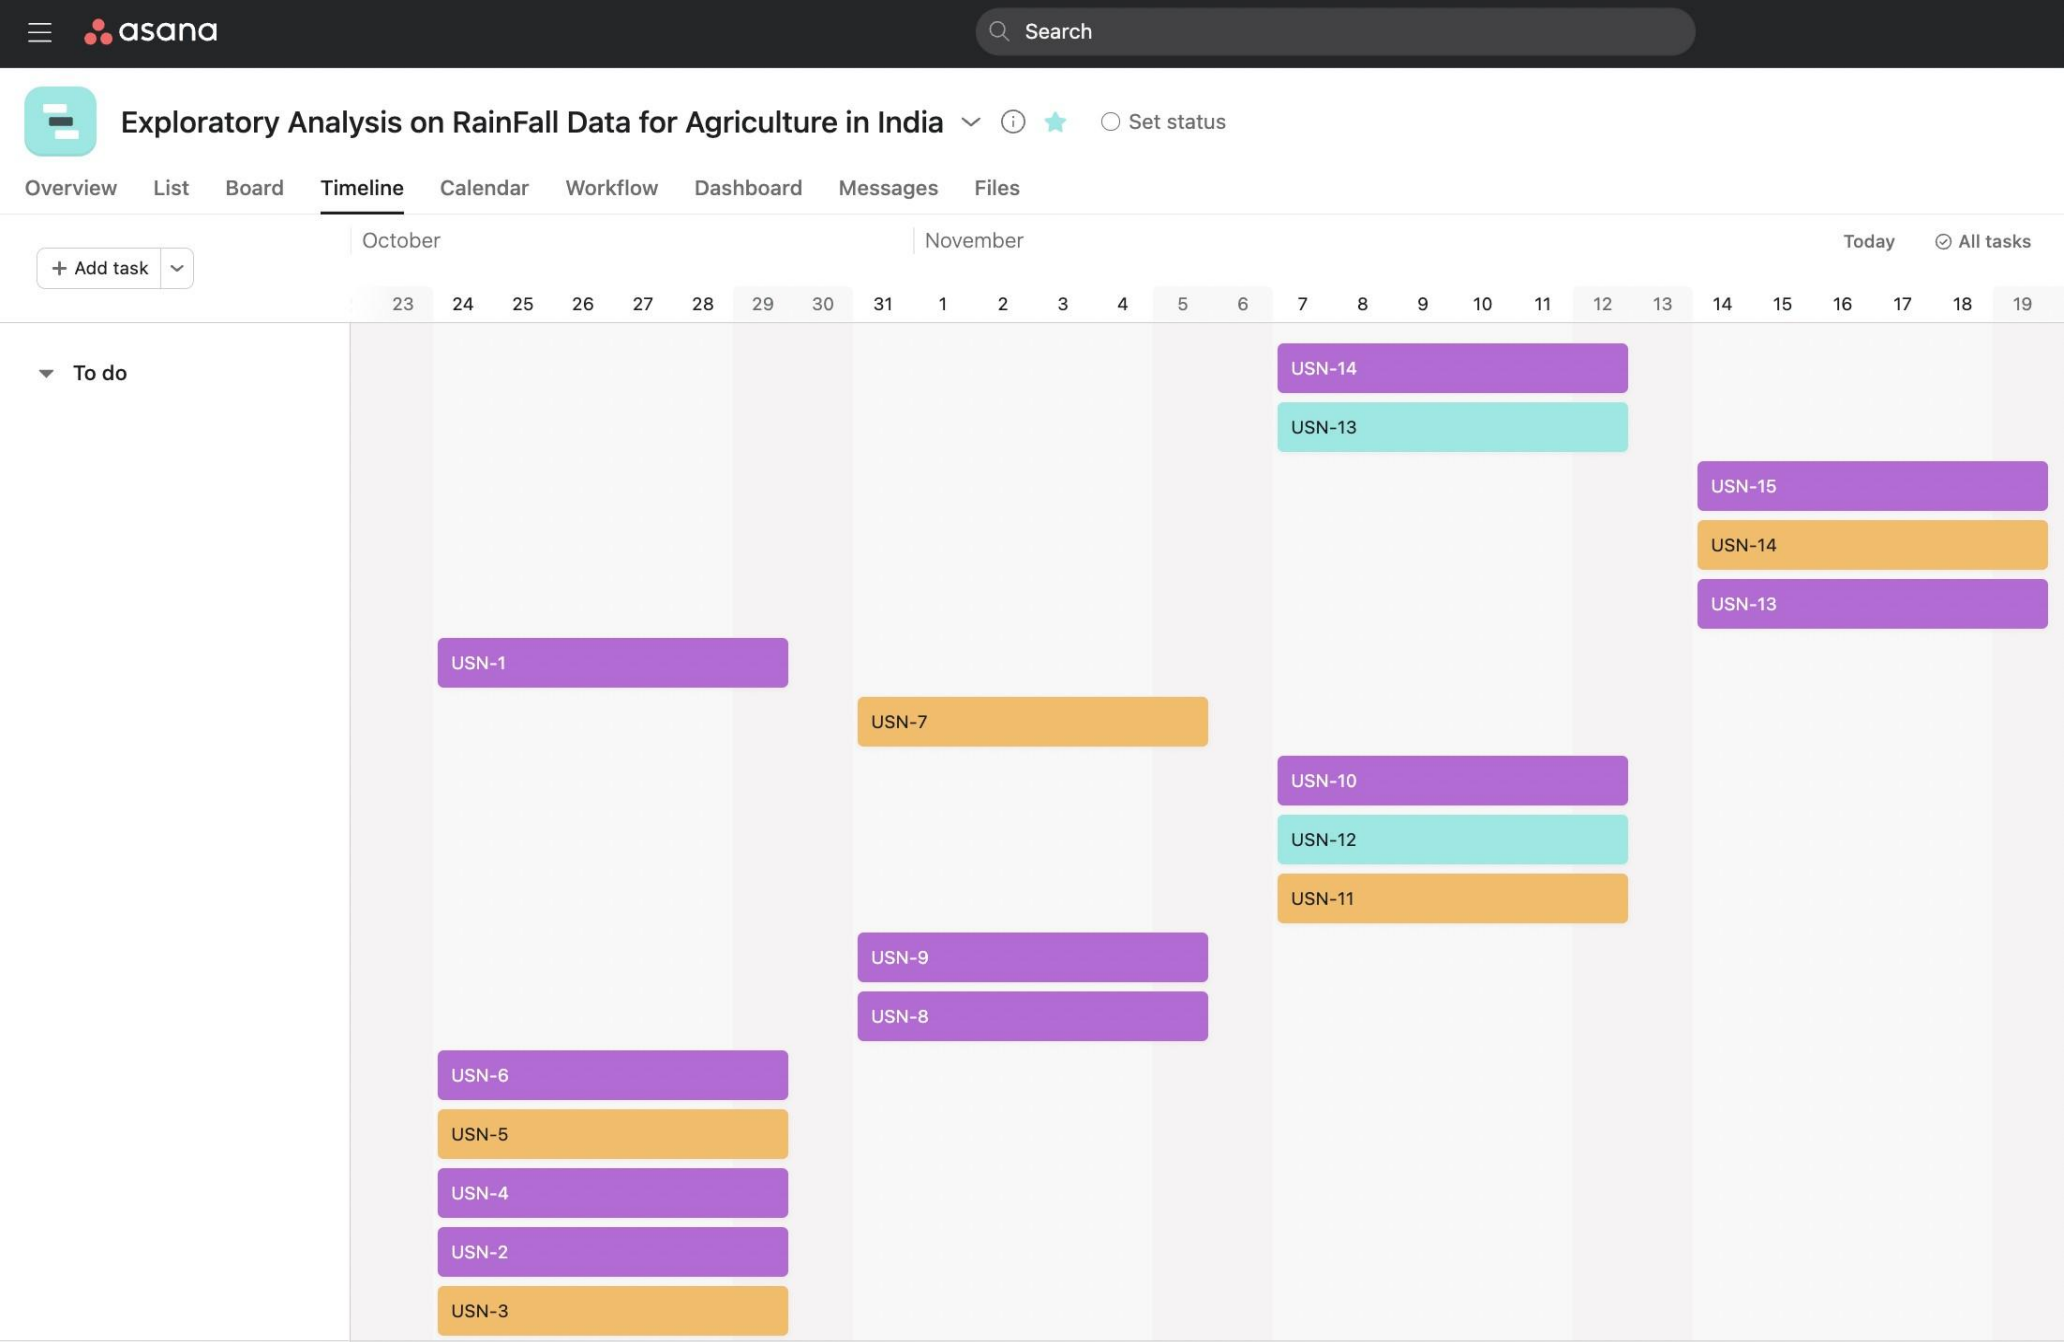 asana
Search
Exploratory Analysis on RainFall Data for Agriculture in India
Set status
Overview List Board Timeline Calendar Workflow Dashboard Messages Files
October November Today All tasks
+ Add task
23 24 25 26 27 28 29 30 31 1 2 3 4 5 6 7 8 9 10 11 12 13 14 15 16 17 18 19
To do
USN-14
USN-13
USN-15
USN-14
USN-13
USN-1
USN-7
USN-10
USN-12
USN-11
USN-9
USN-8
USN-6
USN-5
USN-4
USN-2
USN-3